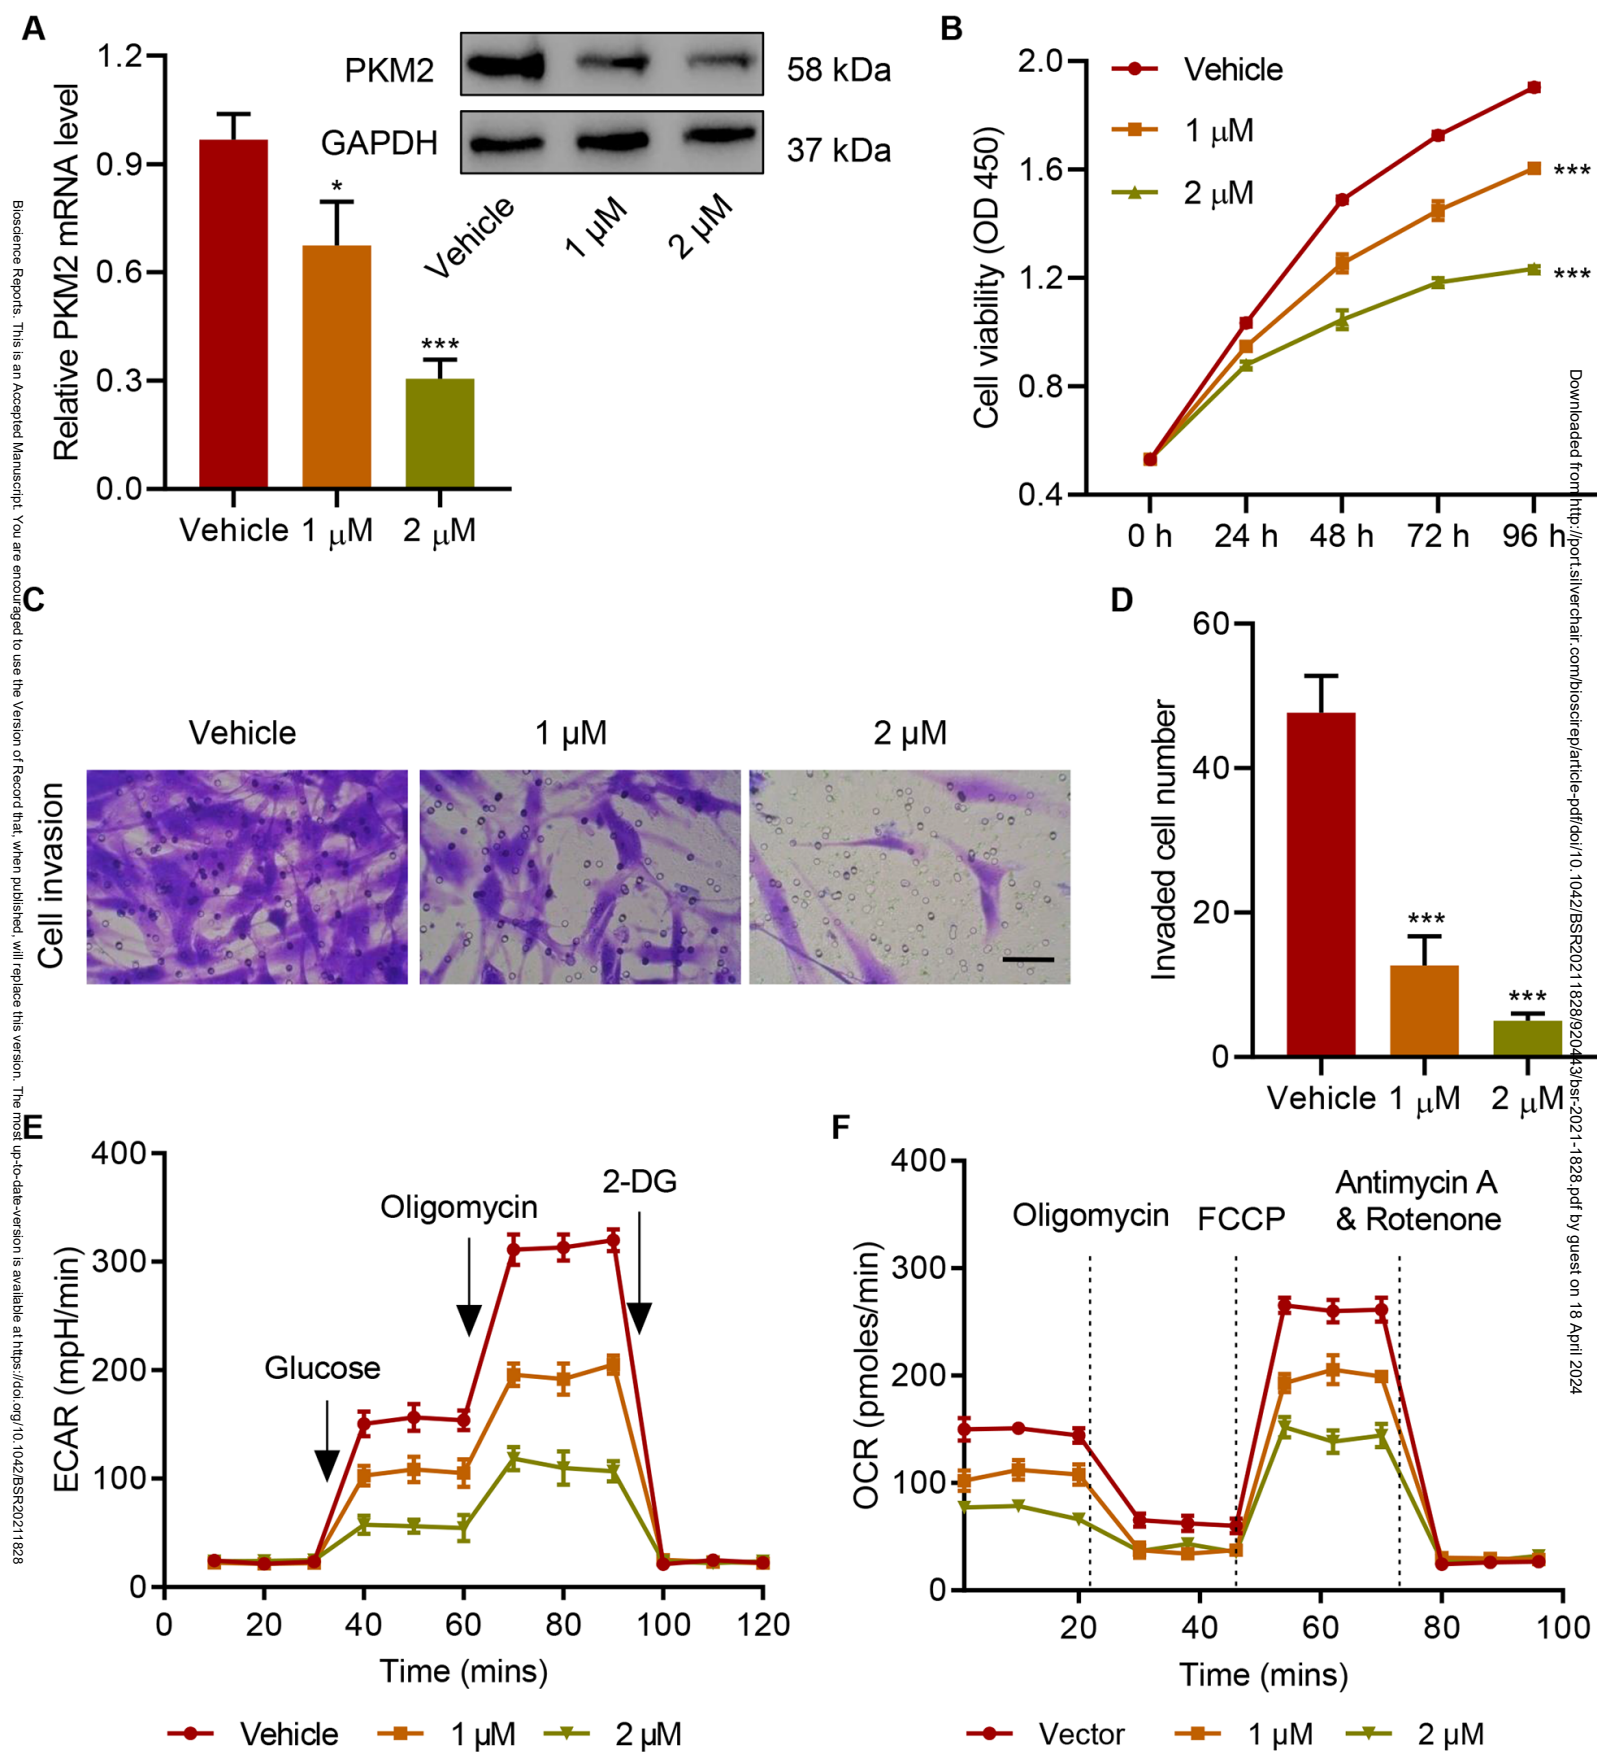 A
Relative PKM2 mRNA level
1.2
0.9
0.6
0.3
0.0
*
***
Vehicle 1 μM 2 μM
PKM2
58 kDa
GAPDH
37 kDa
Vehicle
1 μM
2 μM
B
Cell viability (OD 450)
2.0
1.6
1.2
0.8
0.4
Vehicle
1 μM
2 μM
***
***
0 h 24 h 48 h 72 h 96 h
C
Vehicle 1 μM 2 μM
Cell invasion
D
Invaded cell number
60
40
20
0
***
***
Vehicle 1 μM 2 μM
E
ECAR (mpH/min)
400
300
200
100
0
Glucose
Oligomycin
2-DG
0 20 40 60 80 100 120
Time (mins)
Vehicle 1 μM 2 μM
F
OCR (pmoles/min)
400
300
200
100
0
Oligomycin
FCCP
Antimycin A
& Rotenone
20 40 60 80 100
Time (mins)
Vector 1 μM 2 μM
Bioscience Reports. This is an Accepted Manuscript. You are encouraged to use the Version of Record that, when published, will replace this version. The most up-to-date-version is available at https://doi.org/10.1042/BSR20211828
Downloaded from http://port.silverchair.com/bioscirep/article-pdf/doi/10.1042/BSR20211828/920443/bsr-2021-1828.pdf by guest on 18 April 2024